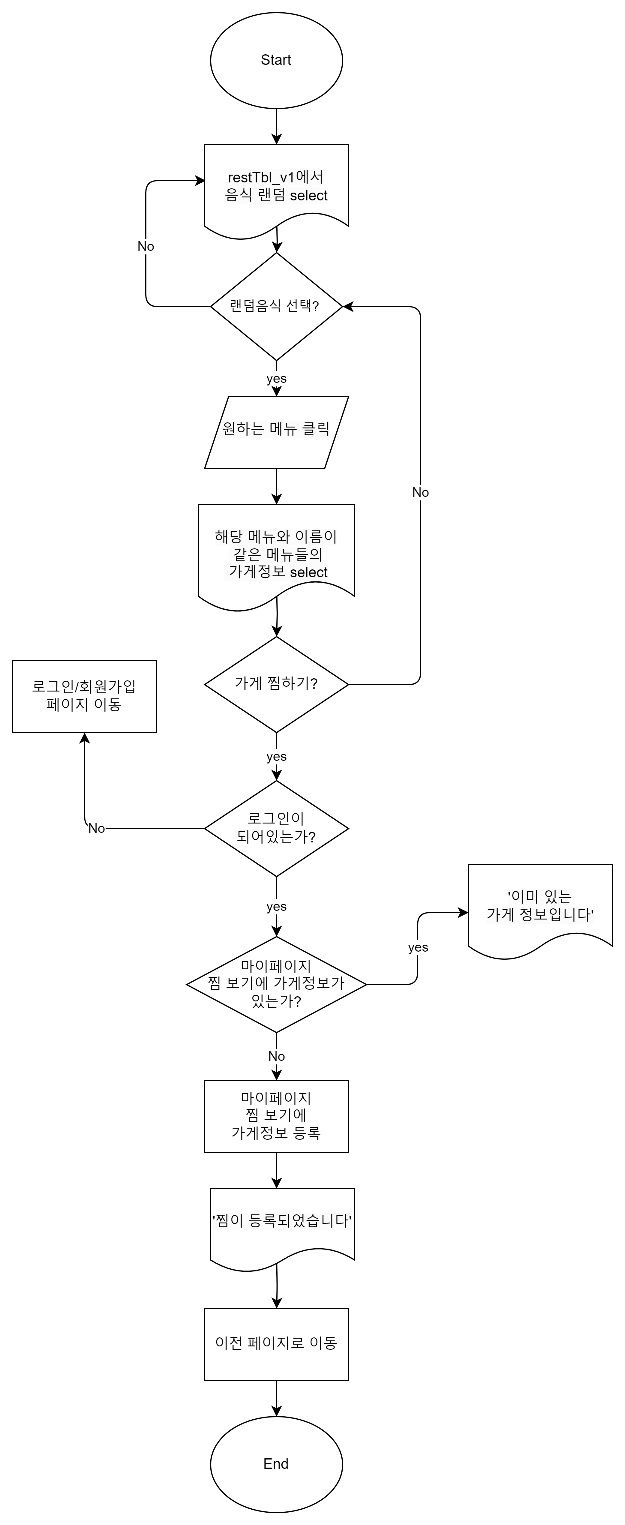 Start
restTbl_v1에서
음식 랜덤 select
No
랜덤음식 선택?
yes
원하는 메뉴 클릭
No
해당 메뉴와 이름이
같은 메뉴들의
가게정보 select
가게 찜하기?
로그인/회원가입
페이지 이동
yes
로그인이
되어있는가?
No
yes
'이미 있는
가게 정보입니다'
yes
마이페이지
찜 보기에 가게정보가
있는가?
No
마이페이지
찜 보기에
가게정보 등록
'찜이 등록되었습니다'
이전 페이지로 이동
End